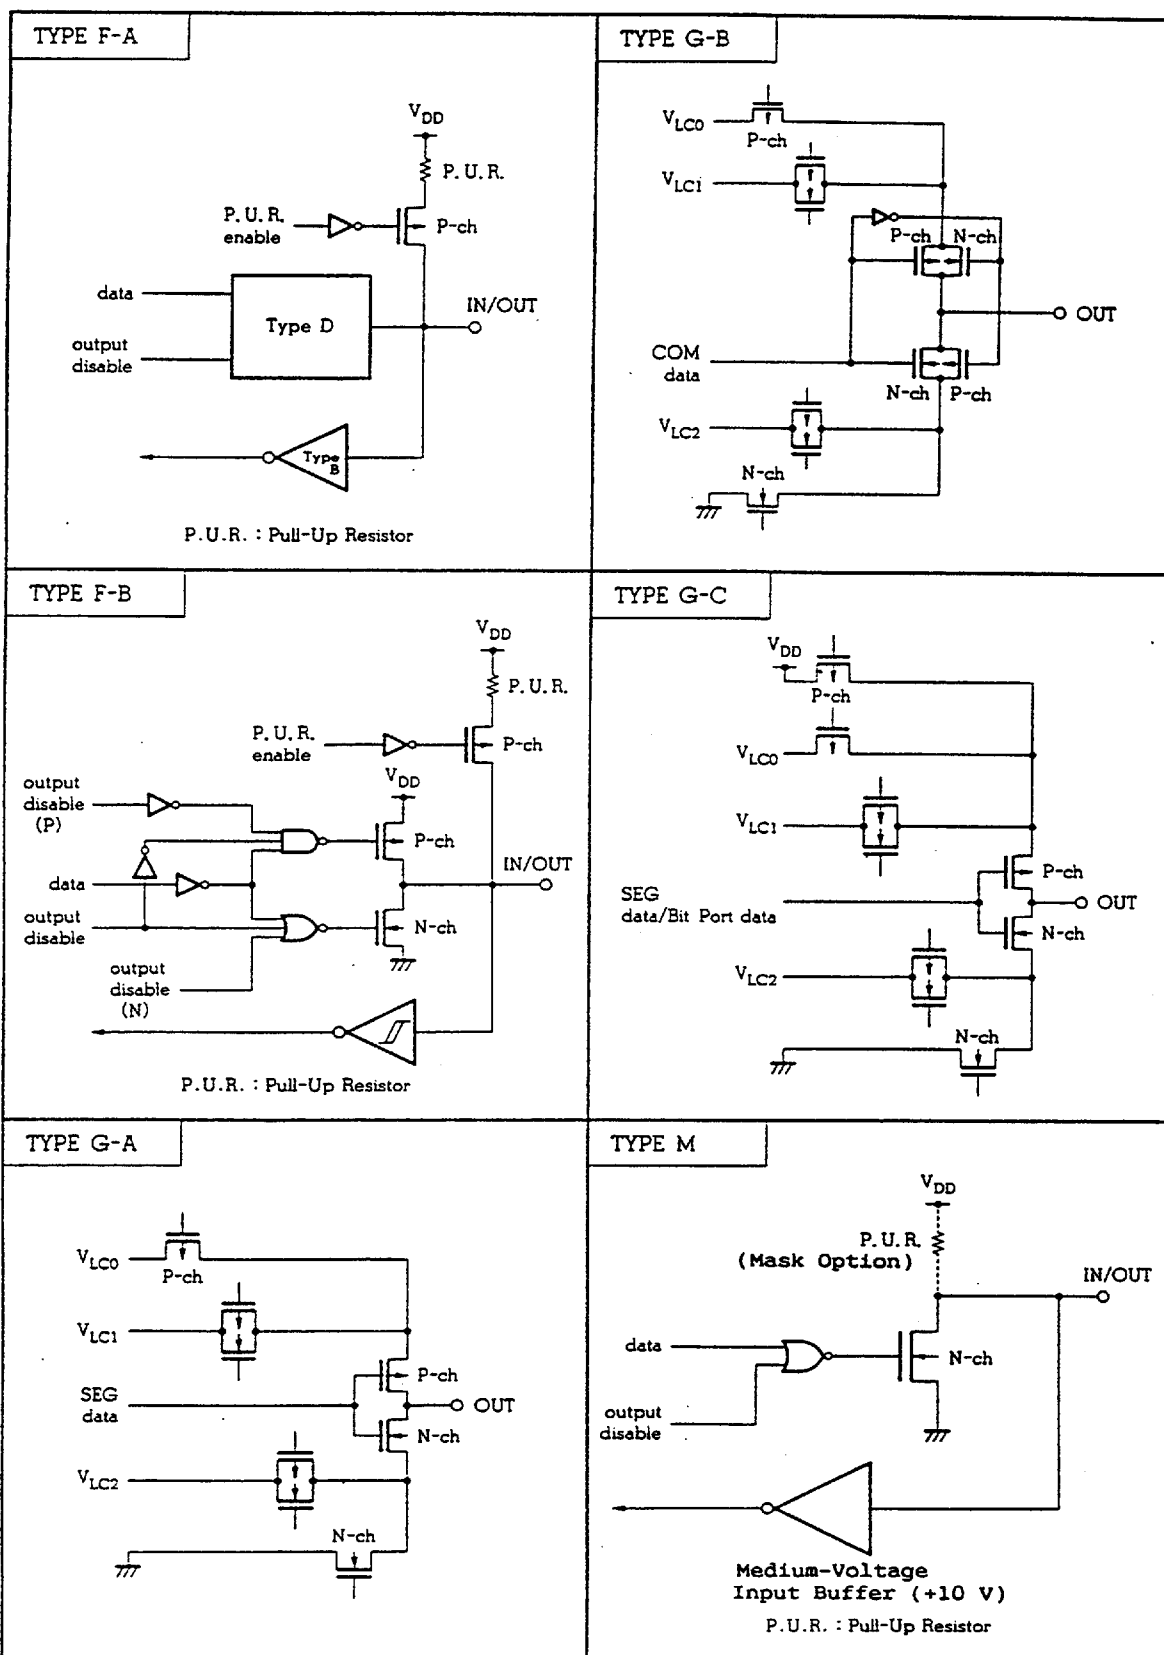 TYPE F-A
VDD
P.U.R.
P.U.R.
enable
P-ch
data
IN/OUT
Type D
output
disable
Type
B
P.U.R. : Pull-Up Resistor
TYPE G-B
VLC0
P-ch
VLC1
P-ch N-ch
OUT
COM
data
N-ch P-ch
VLC2
N-ch
TYPE F-B
VDD
P.U.R.
P.U.R.
enable
P-ch
VDD
output
disable
(P)
P-ch
IN/OUT
data
output
disable
N-ch
output
disable
(N)
P.U.R. : Pull-Up Resistor
TYPE G-C
VDD
P-ch
VLC0
VLC1
P-ch
SEG
data/Bit Port data
OUT
N-ch
VLC2
N-ch
TYPE G-A
VLC0
P-ch
VLC1
P-ch
SEG
data
OUT
N-ch
VLC2
N-ch
TYPE M
VDD
P.U.R.
(Mask Option)
IN/OUT
data
N-ch
output
disable
Medium-Voltage
Input Buffer (+10 V)
P.U.R. : Pull-Up Resistor